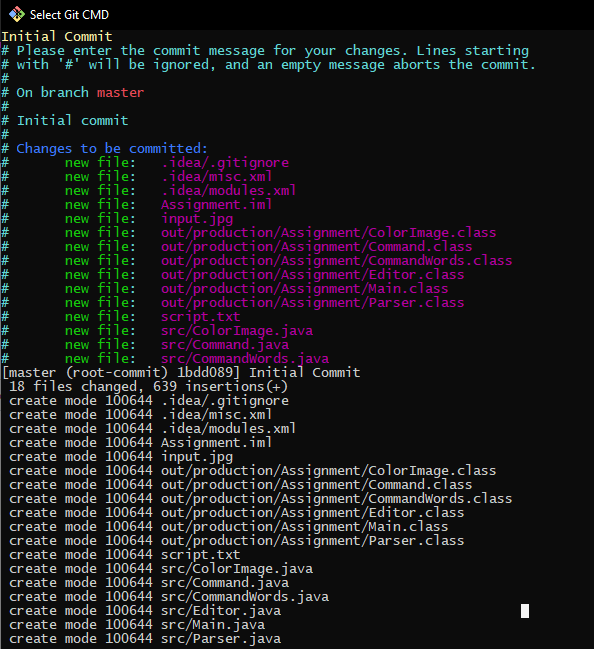 Select Git CMD
Initial Commit
# Please enter the commit message for your changes. Lines starting
# with '#' will be ignored, and an empty message aborts the commit.
#
# On branch master
#
# Initial commit
#
# Changes to be committed:
#       new file:   .idea/.gitignore
#       new file:   .idea/misc.xml
#       new file:   .idea/modules.xml
#       new file:   Assignment.iml
#       new file:   input.jpg
#       new file:   out/production/Assignment/ColorImage.class
#       new file:   out/production/Assignment/Command.class
#       new file:   out/production/Assignment/CommandWords.class
#       new file:   out/production/Assignment/Editor.class
#       new file:   out/production/Assignment/Main.class
#       new file:   out/production/Assignment/Parser.class
#       new file:   script.txt
#       new file:   src/ColorImage.java
#       new file:   src/Command.java
#       new file:   src/CommandWords.java
[master (root-commit) 1bdd089] Initial Commit
 18 files changed, 639 insertions(+)
 create mode 100644 .idea/.gitignore
 create mode 100644 .idea/misc.xml
 create mode 100644 .idea/modules.xml
 create mode 100644 Assignment.iml
 create mode 100644 input.jpg
 create mode 100644 out/production/Assignment/ColorImage.class
 create mode 100644 out/production/Assignment/Command.class
 create mode 100644 out/production/Assignment/CommandWords.class
 create mode 100644 out/production/Assignment/Editor.class
 create mode 100644 out/production/Assignment/Main.class
 create mode 100644 out/production/Assignment/Parser.class
 create mode 100644 script.txt
 create mode 100644 src/ColorImage.java
 create mode 100644 src/Command.java
 create mode 100644 src/CommandWords.java
 create mode 100644 src/Editor.java
 create mode 100644 src/Main.java
 create mode 100644 src/Parser.java